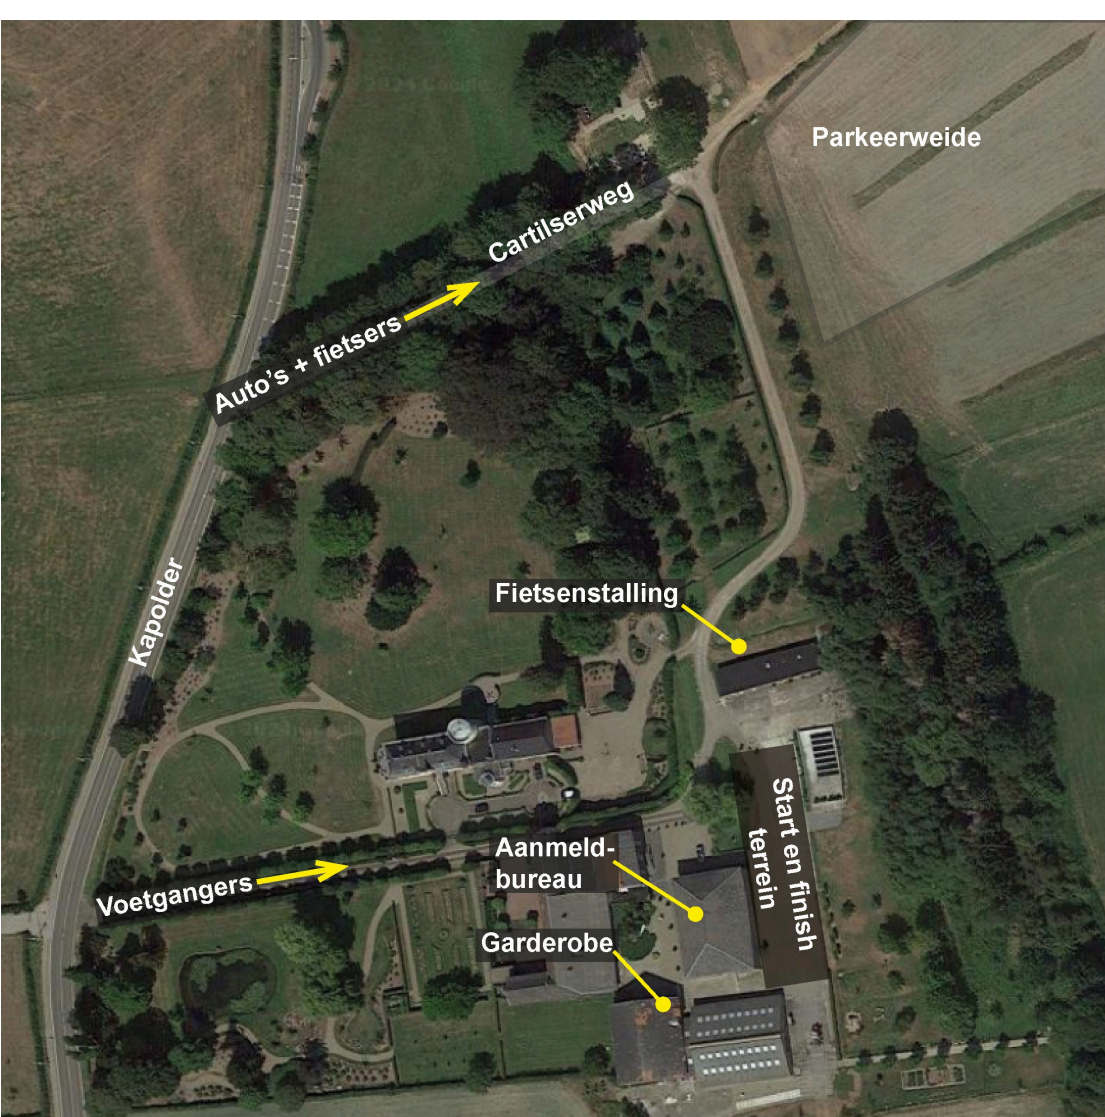 Parkeerweide
Cartilserweg
Auto's + fietsers
Kapolder
Fietsenstalling
Start en finish
terrein
Aanmeld-
bureau
Voetgangers
Garderobe